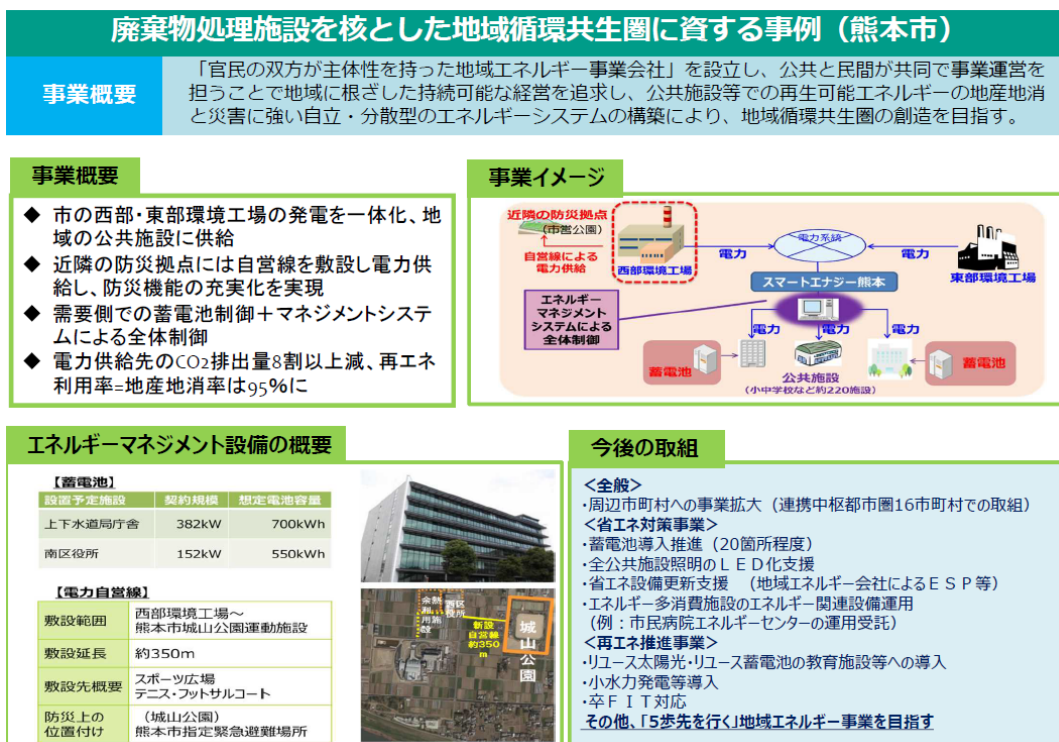 廃棄物処理施設を核とした地域循環共生圏に資する事例（熊本市）
事業概要
「官民の双方が主体性を持った地域エネルギー事業会社」を設立し、公共と民間が共同で事業運営を
担うことで地域に根ざした持続可能な経営を追求し、公共施設等での再生可能エネルギーの地産地消
と災害に強い自立・分散型のエネルギーシステムの構築により、地域循環共生圏の創造を目指す。
事業概要
◆ 市の西部・東部環境工場の発電を一体化、地
域の公共施設に供給
◆ 近隣の防災拠点には自営線を敷設し電力供
給し、防災機能の充実化を実現
◆ 需要側での蓄電池制御＋マネジメントシステ
ムによる全体制御
◆ 電力供給先のCO2排出量8割以上減、再エネ
利用率=地産地消率は95%に
事業イメージ
近隣の防災拠点
（市営公園）
自営線による
電力供給
西部環境工場
電力
電力系統
電力
東部環境工場
スマートエナジー熊本
エネルギー
マネジメント
システムによる
全体制御
電力
電力
電力
蓄電池
公共施設
（小中学校など約220施設）
蓄電池
エネルギーマネジメント設備の概要
【蓄電池】
設置予定施設 契約規模 想定電池容量
上下水道局庁舎 382kW 700kWh
南区役所 152kW 550kWh
【電力自営線】
敷設範囲 西部環境工場～
熊本市城山公園運動施設
敷設延長 約350m
敷設先概要 スポーツ広場
テニス・フットサルコート
防災上の
位置付け
（城山公園）
熊本市指定緊急避難場所
余熱
利用施設
西区
役所
新設
自営線
約350
m
城山公園
今後の取組
＜全般＞
・周辺市町村への事業拡大（連携中枢都市圏16市町村での取組）
＜省エネ対策事業＞
・蓄電池導入推進（20箇所程度）
・全公共施設照明のＬＥＤ化支援
・省エネ設備更新支援　（地域エネルギー会社によるＥＳＰ等）
・エネルギー多消費施設のエネルギー関連設備運用
（例：市民病院エネルギーセンターの運用受託）
＜再エネ推進事業＞
・リユース太陽光・リユース蓄電池の教育施設等への導入
・小水力発電等導入
・卒ＦＩＴ対応
その他、「5歩先を行く」地域エネルギー事業を目指す